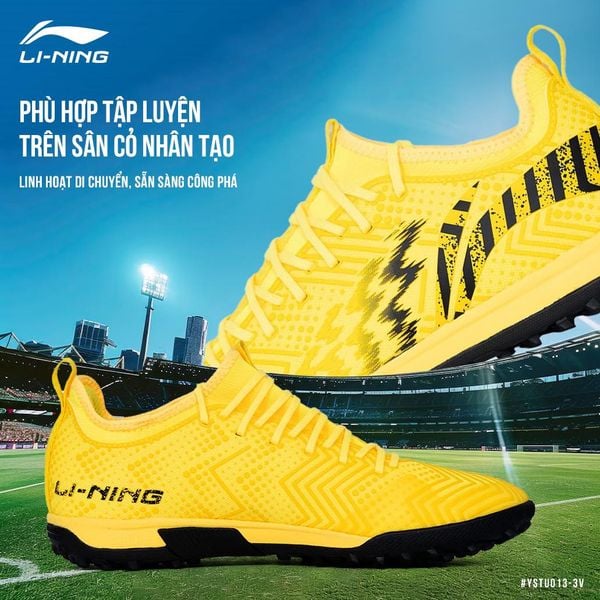 LI-NING
PHÙ HỢP TẬP LUYỆN
TRÊN SÂN CỎ NHÂN TẠO
LINH HOẠT DI CHUYỂN, SẴN SÀNG CÔNG PHÁ
LI-NING
#YSTU013-3V